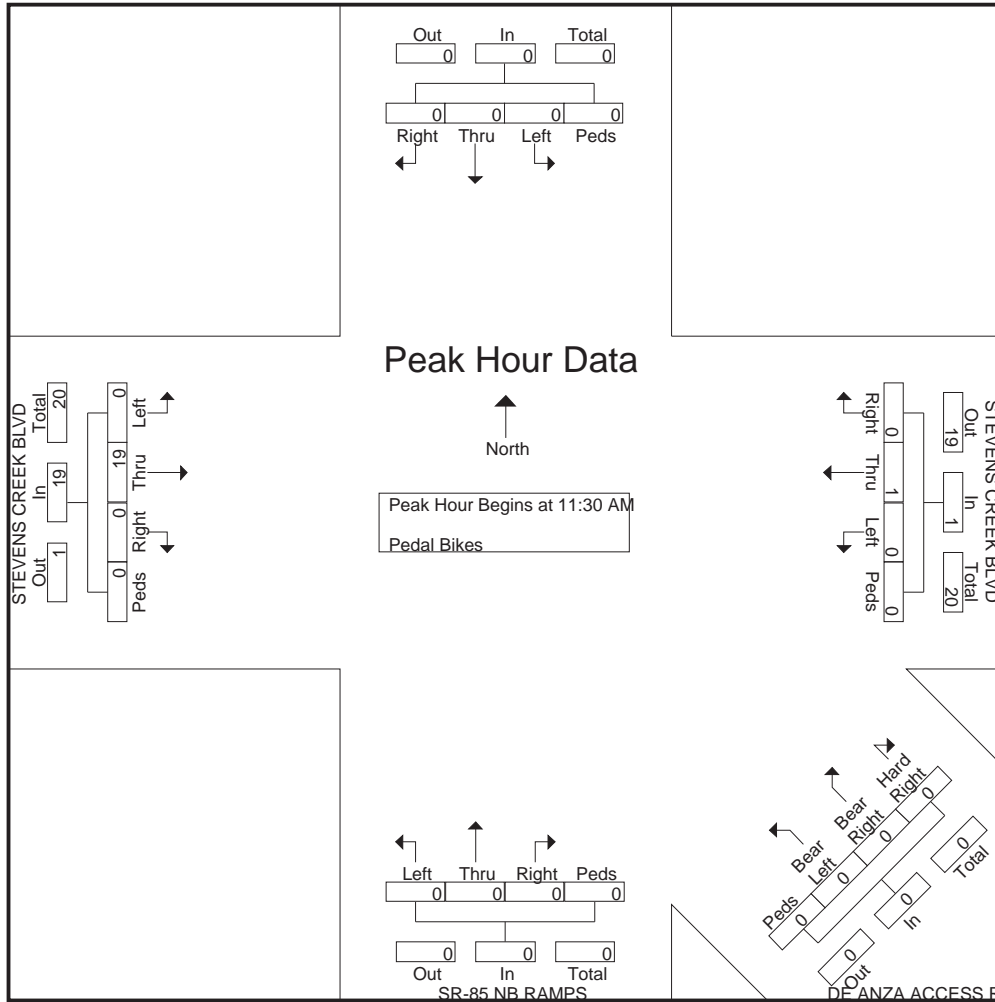 Out In Total
0 0 0
0 0 0 0
Right Thru Left Peds
Peak Hour Data
North
Peak Hour Begins at 11:30 AM
Pedal Bikes
STEVENS CREEK BLVD
Out In Total
1 19 20
0 19 0 0
Left Thru Right Peds
STEVENS CREEK BLVD
Out In Total
19 1 20
0 1 0 0
Right Thru Left Peds
Left Thru Right Peds
0 0 0 0
0 0 0
Out In Total
SR-85 NB RAMPS
Peds
Bear Left
Bear Right
Hard Right
0 0 0 0
0 0 0
Out In Total
DE ANZA ACCESS